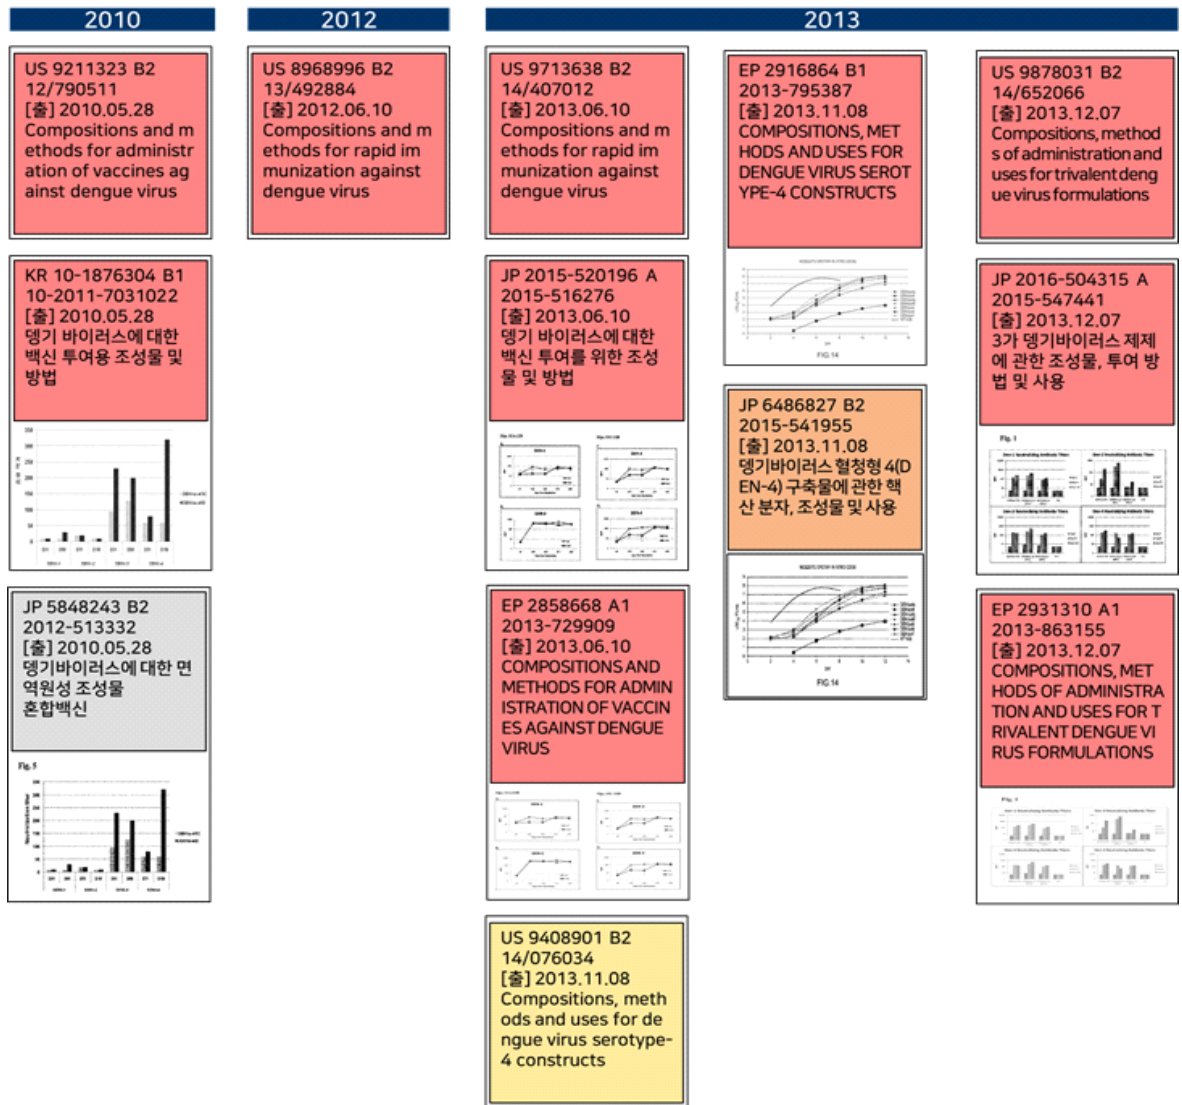 2010
2012
2013
US 9211323 B2
12/790511
[출] 2010.05.28
Compositions and m
ethods for administr
ation of vaccines ag
ainst dengue virus
KR 10-1876304 B1
10-2011-7031022
[출] 2010.05.28
뎅기 바이러스에 대한
백신 투여용 조성물 및
방법
JP 5848243 B2
2012-513332
[출] 2010.05.28
뎅기바이러스에 대한 면
역원성 조성물
혼합백신
Fig. 5
US 8968996 B2
13/492884
[출] 2012.06.10
Compositions and m
ethods for rapid im
munization against
dengue virus
US 9713638 B2
14/407012
[출] 2013.06.10
Compositions and m
ethods for rapid im
munization against
dengue virus
JP 2015-520196 A
2015-516276
[출] 2013.06.10
뎅기 바이러스에 대한
백신 투여를 위한 조성
물 및 방법
EP 2858668 A1
2013-729909
[출] 2013.06.10
COMPOSITIONS AND
METHODS FOR ADMIN
ISTRATION OF VACCIN
ES AGAINST DENGUE
VIRUS
US 9408901 B2
14/076034
[출] 2013.11.08
Compositions, meth
ods and uses for de
ngue virus serotype-
4 constructs
EP 2916864 B1
2013-795387
[출] 2013.11.08
COMPOSITIONS, MET
HODS AND USES FOR
DENGUE VIRUS SEROT
YPE-4 CONSTRUCTS
FIG. 14
JP 6486827 B2
2015-541955
[출] 2013.11.08
뎅기바이러스 혈청형 4(D
EN-4) 구축물에 관한 핵
산 분자, 조성물 및 사용
FIG.14
US 9878031 B2
14/652066
[출] 2013.12.07
Compositions, method
s of administration and
uses for trivalent deng
ue virus formulations
JP 2016-504315 A
2015-547441
[출] 2013.12.07
3가 뎅기바이러스 제제
에 관한 조성물, 투여 방
법 및 사용
Fig. 1
EP 2931310 A1
2013-863155
[출] 2013.12.07
COMPOSITIONS, MET
HODS OF ADMINISTRA
TION AND USES FOR T
RIVALENT DENGUE VI
RUS FORMULATIONS